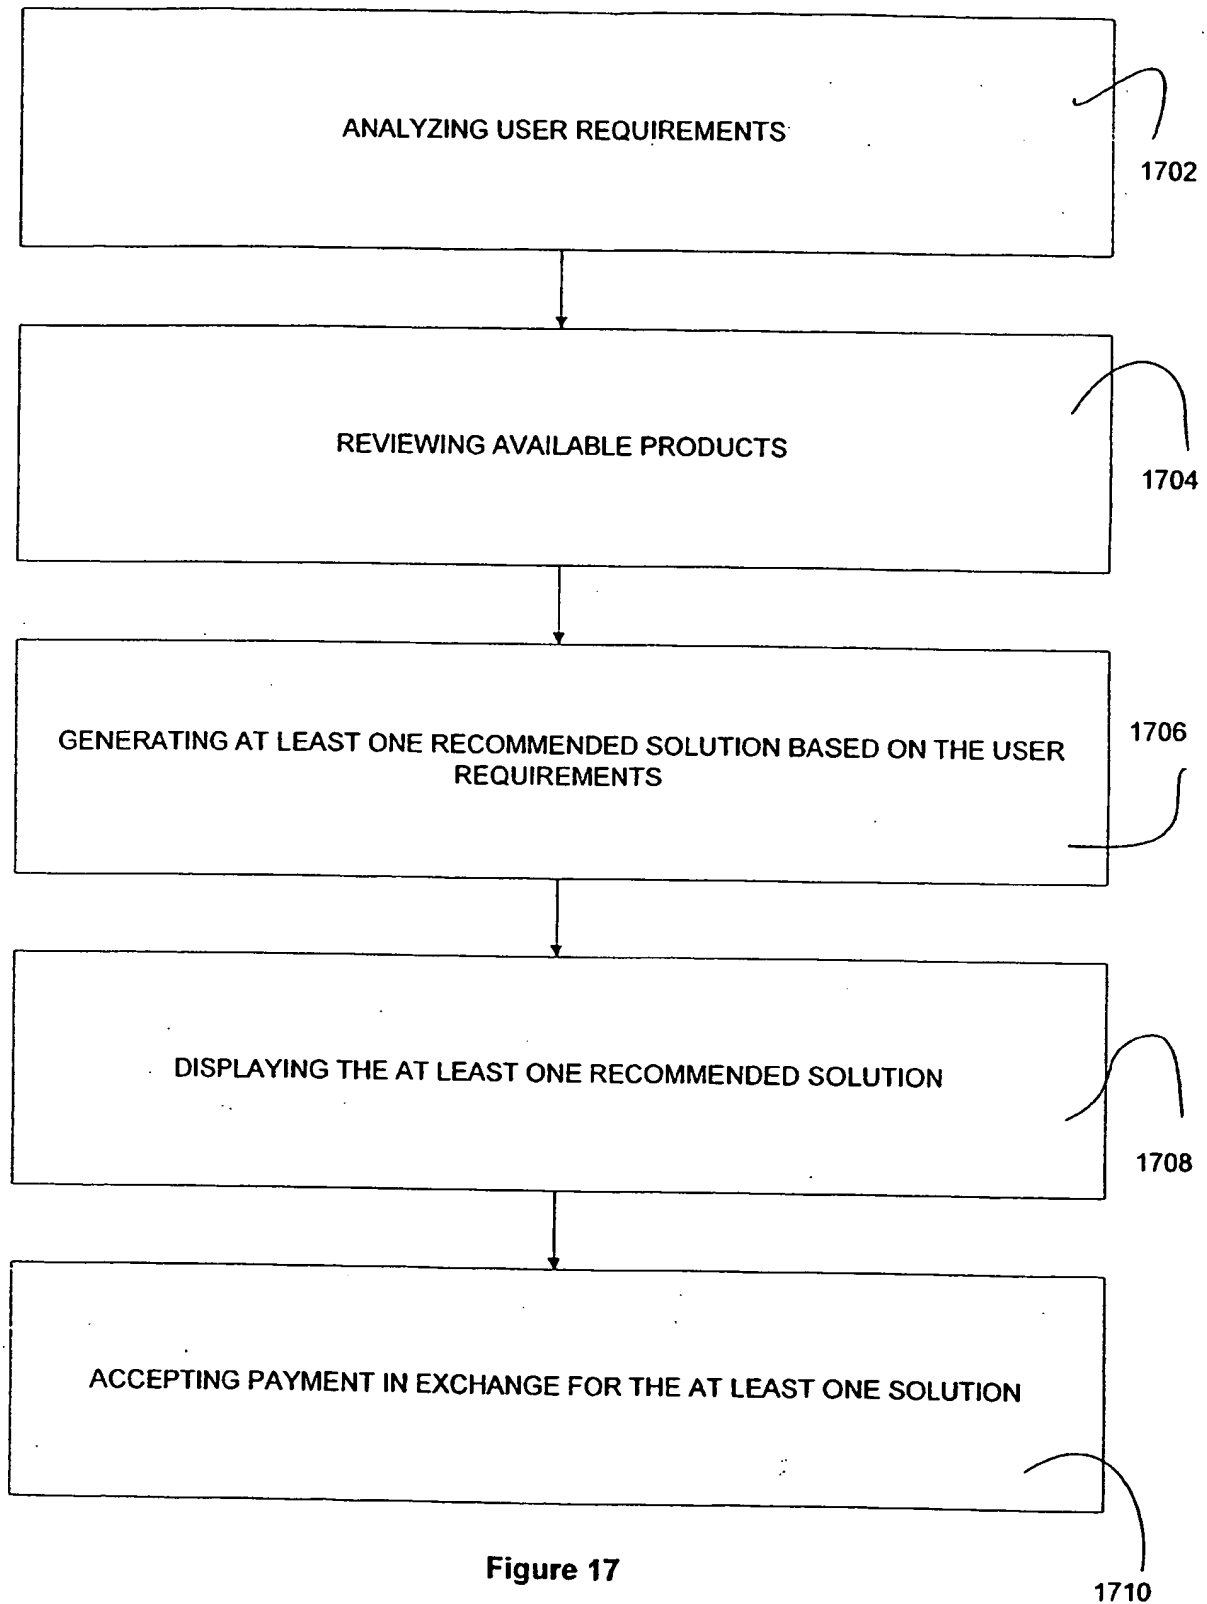 ANALYZING USER REQUIREMENTS
1702
REVIEWING AVAILABLE PRODUCTS
1704
GENERATING AT LEAST ONE RECOMMENDED SOLUTION BASED ON THE USER
REQUIREMENTS
1706
DISPLAYING THE AT LEAST ONE RECOMMENDED SOLUTION
1708
ACCEPTING PAYMENT IN EXCHANGE FOR THE AT LEAST ONE SOLUTION
1710
Figure 17